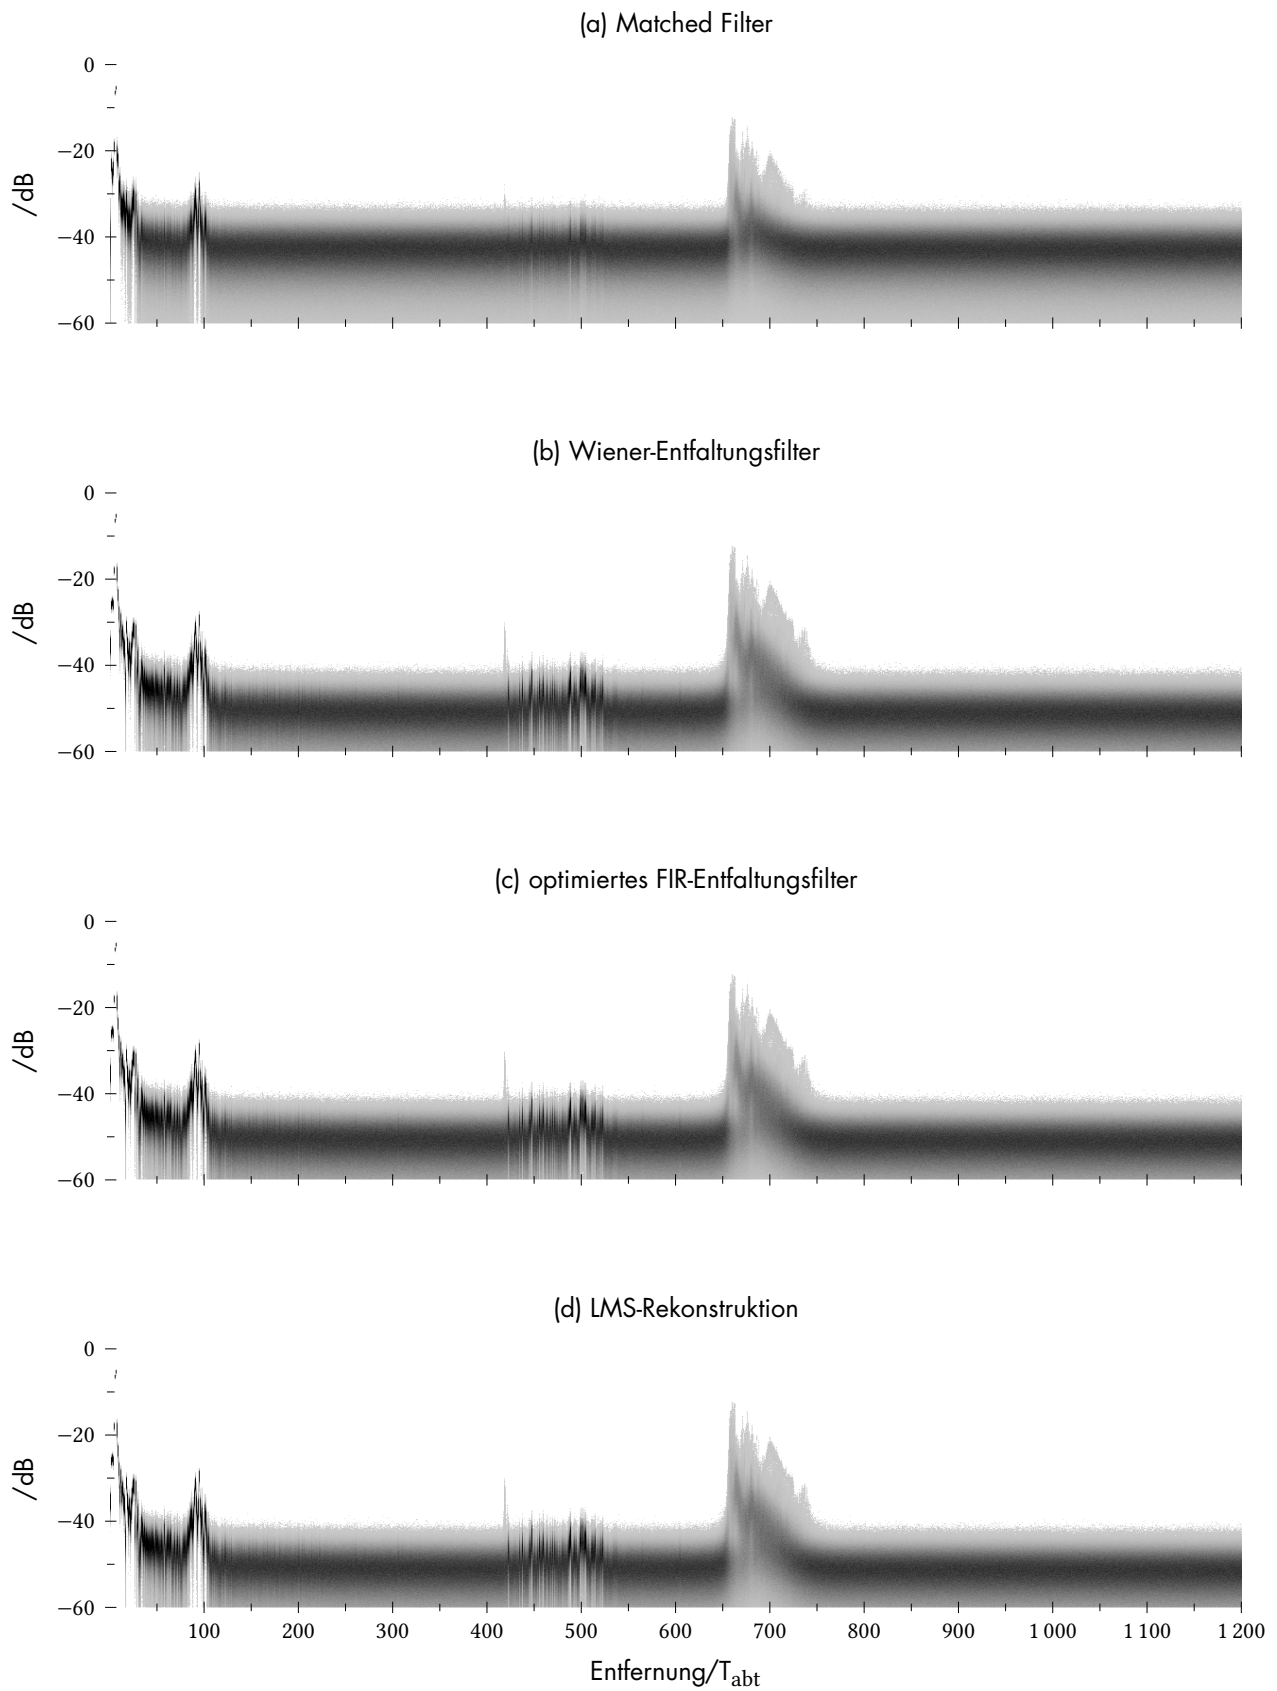 (a) Matched Filter
0
−20
−40
−60
/dB
(b) Wiener-Entfaltungsfilter
0
−20
−40
−60
/dB
(c) optimiertes FIR-Entfaltungsfilter
0
−20
−40
−60
/dB
(d) LMS-Rekonstruktion
0
−20
−40
−60
/dB
100 200 300 400 500 600 700 800 900 1 000 1 100 1 200
Entfernung/Tabt